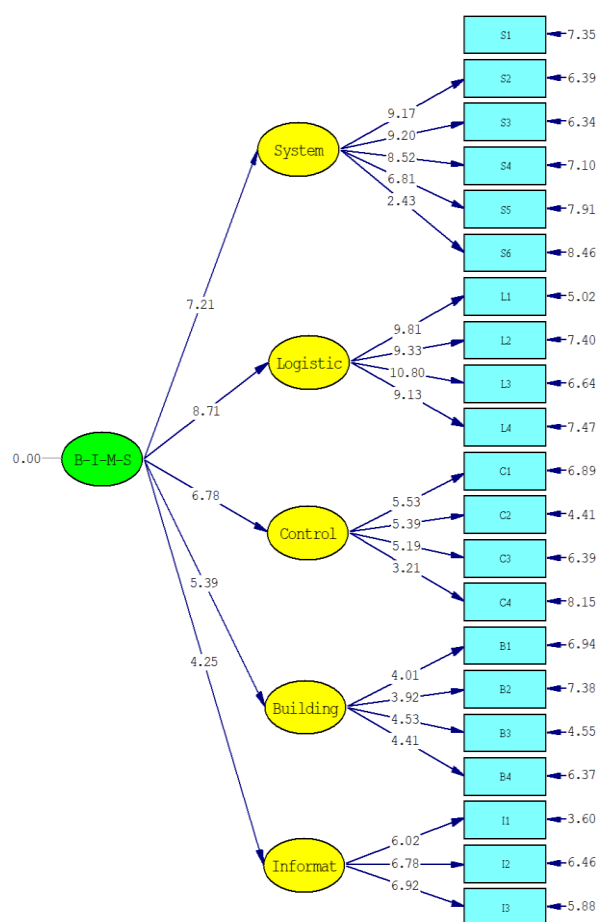 S1
7.35
S2
6.39
9.17
S3
6.34
9.20
System
8.52
S4
7.10
6.81
S5
7.91
2.43
S6
8.46
L1
5.02
7.21
9.81
L2
7.40
9.33
Logistic
10.80
L3
6.64
9.13
8.71
L4
7.47
0.00
B-I-M-S
C1
6.89
6.78
5.53
C2
4.41
5.39
Control
5.19
C3
6.39
3.21
5.39
C4
8.15
B1
6.94
4.25
4.01
B2
7.38
3.92
Building
4.53
B3
4.55
4.41
B4
6.37
I1
3.60
6.02
Informat
6.78
I2
6.46
6.92
I3
5.88